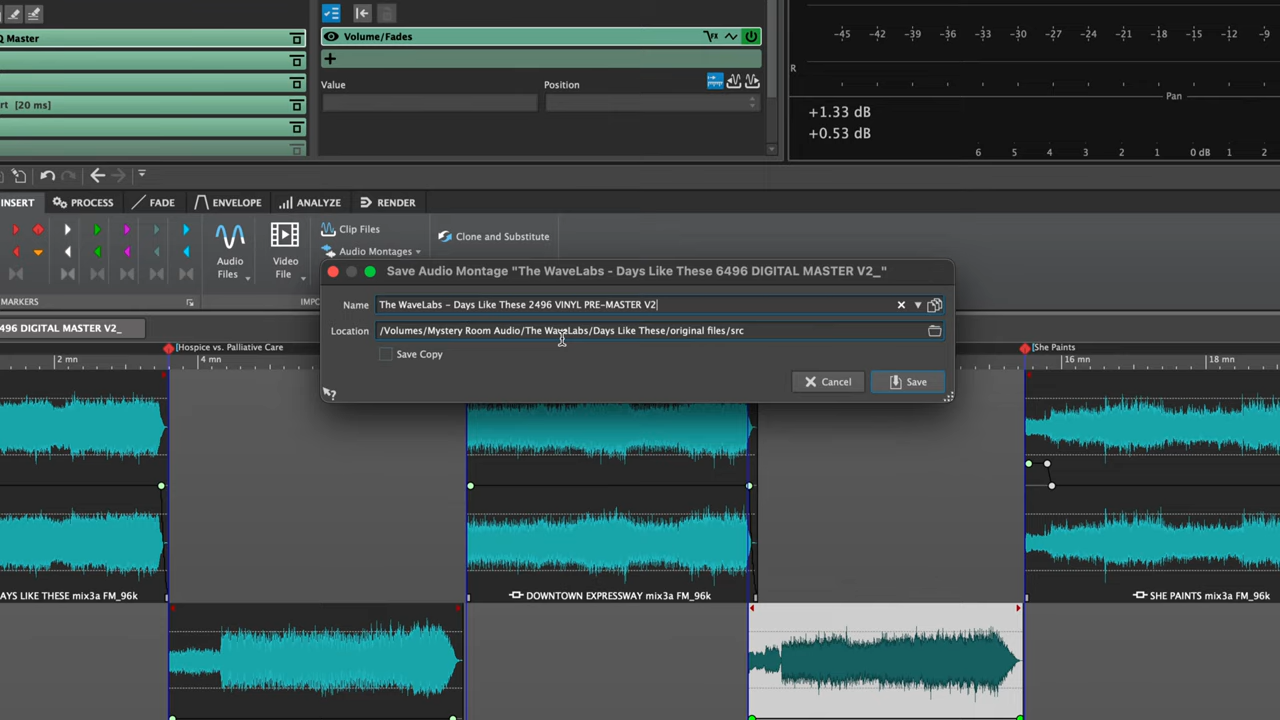 Q Master
Volume/Fades
Value
Position
rt [20 ms]
-45 -42 -39 -36 -33 -30 -27 -24 -21 -18 -15
R
Pan
+1.33 dB
+0.53 dB
6 5 4 3 2 1 0 dB 1 2
INSERT
PROCESS
FADE
ENVELOPE
ANALYZE
RENDER
Audio Files
Video File
Clip Files
Audio Montages
Clone and Substitute
MARKERS
Save Audio Montage "The WaveLabs - Days Like These 6496 DIGITAL MASTER V2_"
Name
The WaveLabs - Days Like These 2496 VINYL PRE-MASTER V2
Location
/Volumes/Mystery Room Audio/The WaveLabs/Days Like These/original files/src
Save Copy
?
Cancel
Save
496 DIGITAL MASTER V2_
[Hospice vs. Palliative Care
[She Paints
2 mn
4 mn
16 mn
18 mn
AYS LIKE THESE mix3a FM_96k
DOWNTOWN EXPRESSWAY mix3a FM_96k
SHE PAINTS mix3a FM_96k